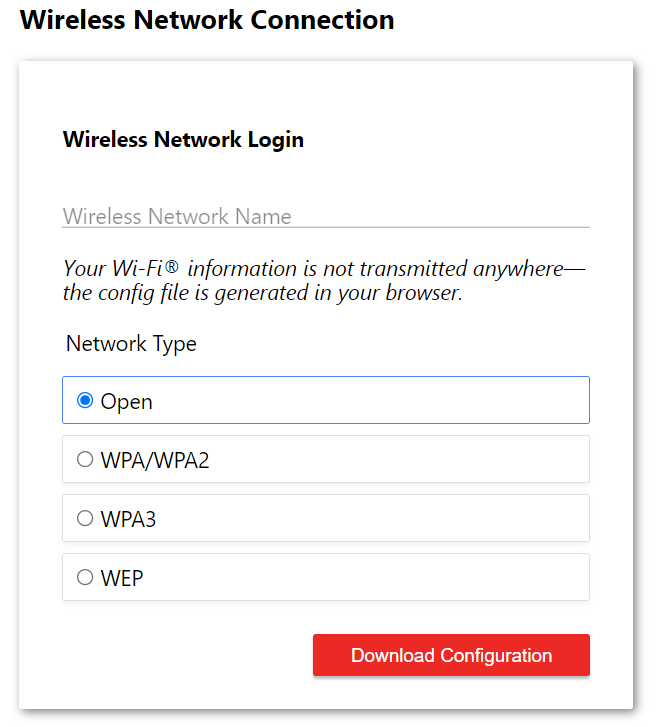 Wireless Network Connection
Wireless Network Login
Wireless Network Name
Your Wi-Fi® information is not transmitted anywhere—
the config file is generated in your browser.
Network Type
Open
WPA/WPA2
WPA3
WEP
Download Configuration